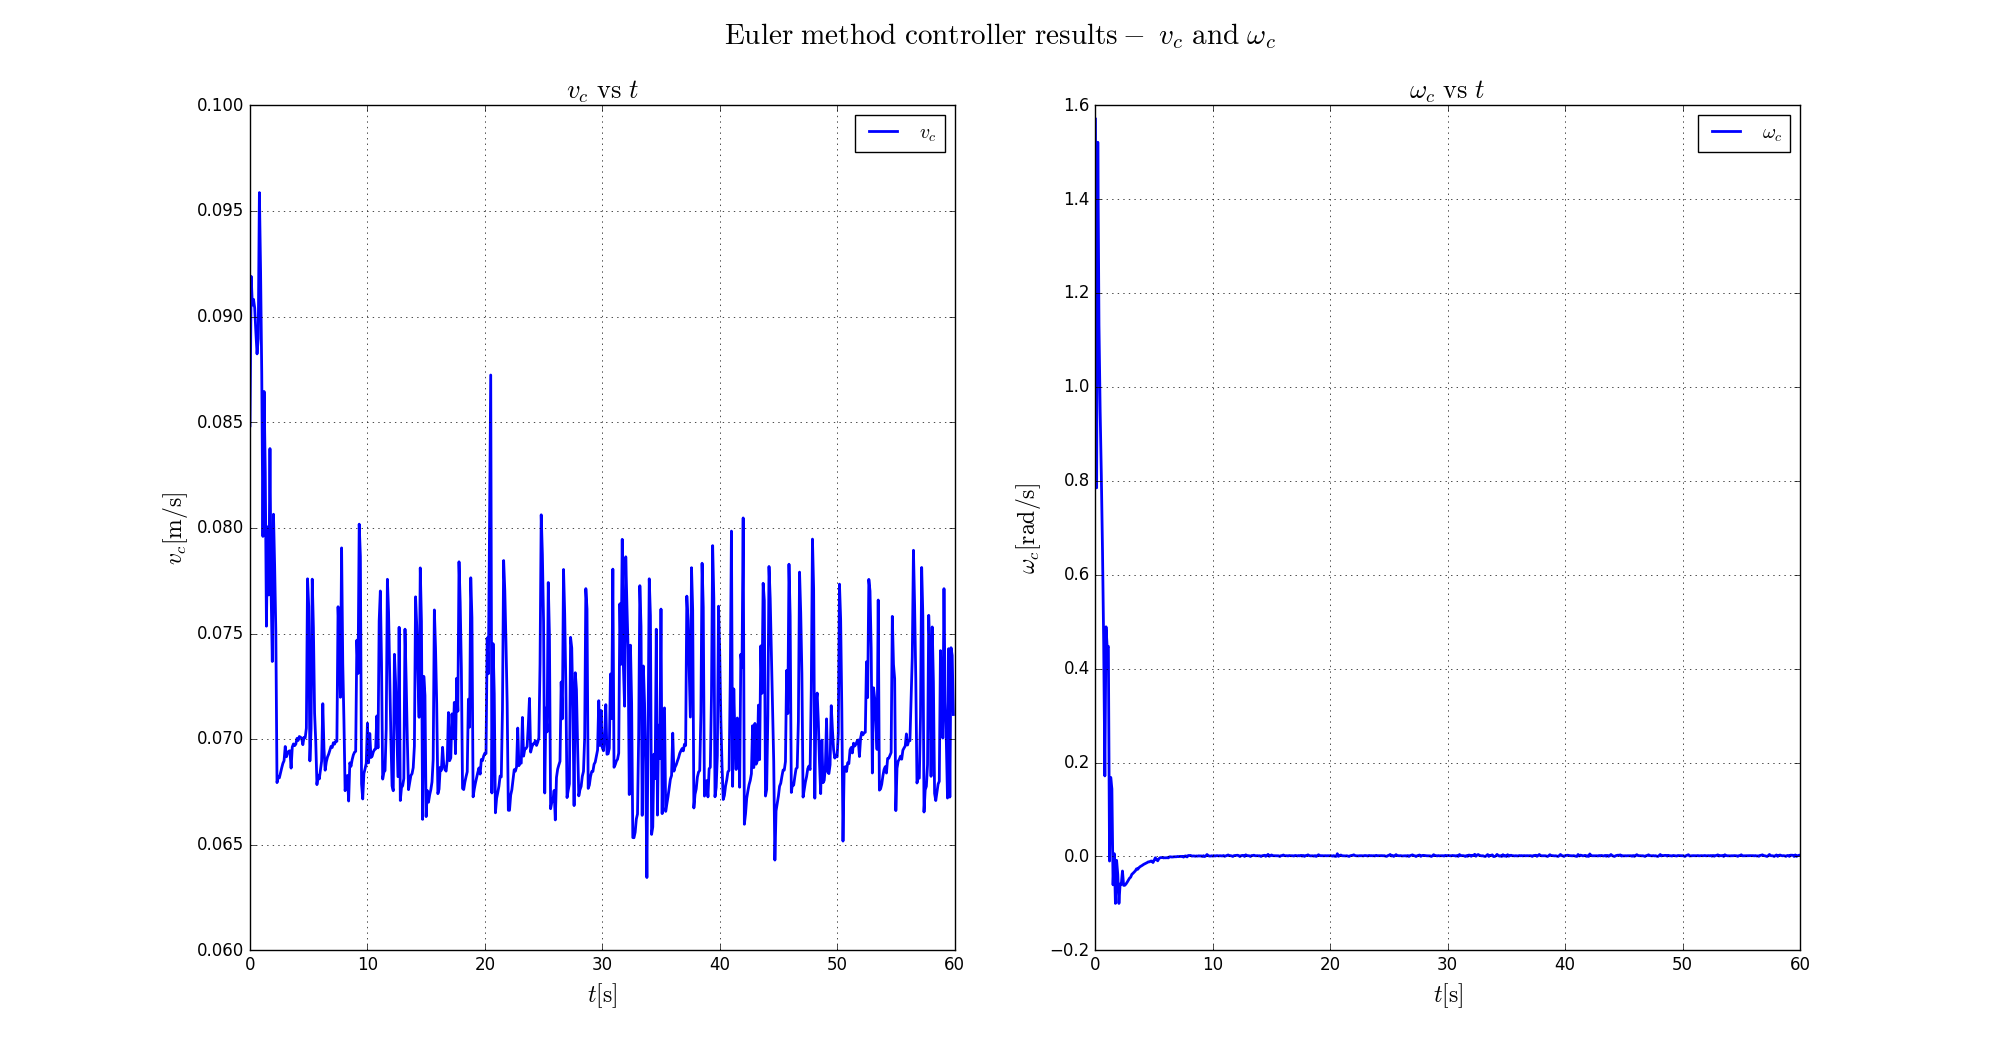 Euler method controller results − v_c and ω_c
v_c vs t
0.100
0.095
0.090
0.085
0.080
0.075
0.070
0.065
0.060
v_c[m/s]
v_c
0 10 20 30 40 50 60
t[s]
ω_c vs t
1.6
1.4
1.2
1.0
0.8
0.6
0.4
0.2
0.0
−0.2
ω_c[rad/s]
ω_c
0 10 20 30 40 50 60
t[s]